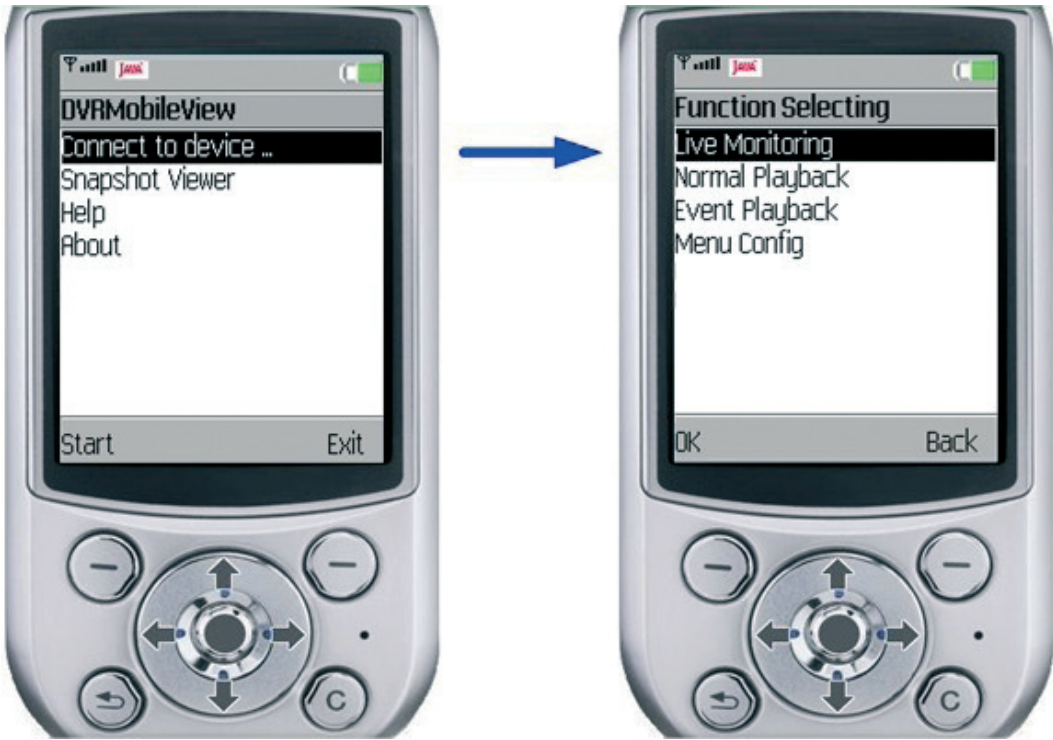 JAVA
DVRMobileView
Connect to device ...
Snapshot Viewer
Help
About
Start Exit
C
JAVA
Function Selecting
Live Monitoring
Normal Playback
Event Playback
Menu Config
OK Back
C